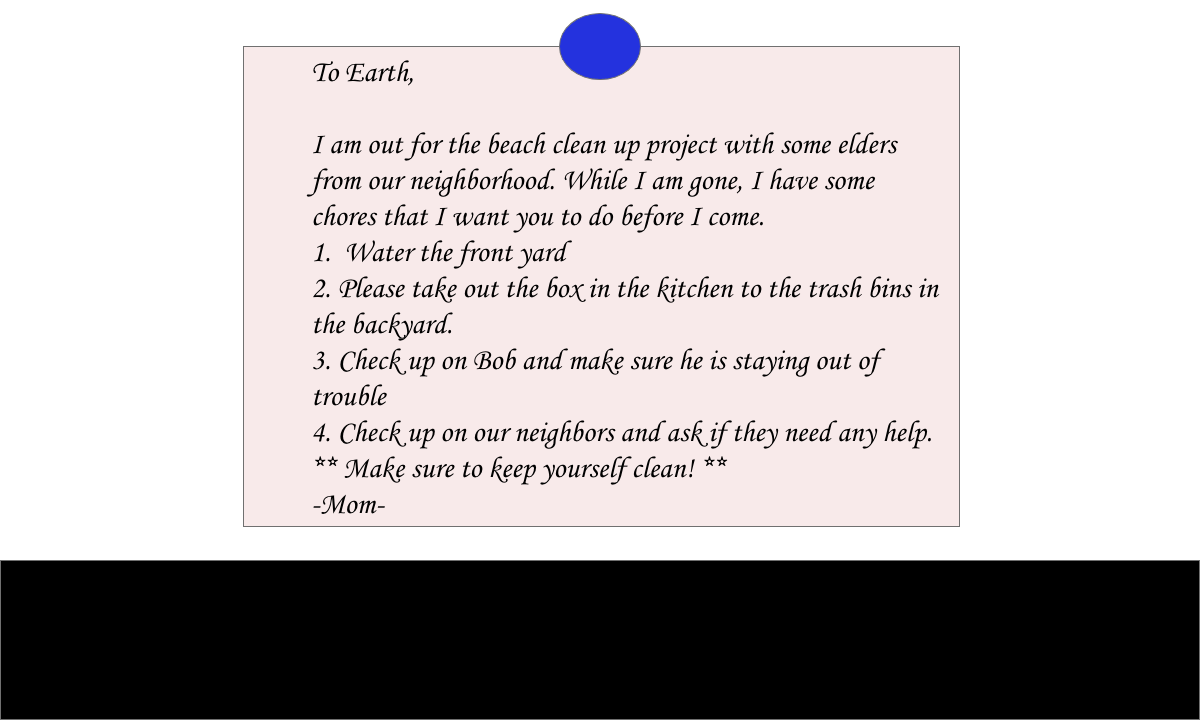 To Earth,
I am out for the beach clean up project with some elders
from our neighborhood. While I am gone, I have some
chores that I want you to do before I come.
1. Water the front yard
2. Please take out the box in the kitchen to the trash bins in
the backyard.
3. Check up on Bob and make sure he is staying out of
trouble
4. Check up on our neighbors and ask if they need any help.
** Make sure to keep yourself clean! **
-Mom-